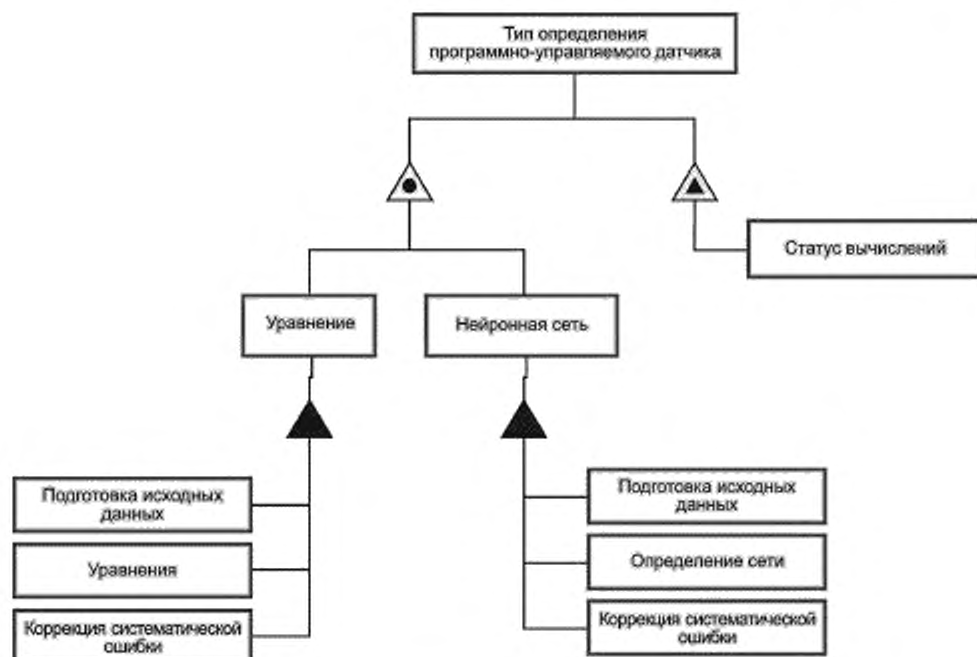 Тип определения
программно-управляемого датчика
Статус вычислений
Уравнение
Нейронная сеть
Подготовка исходных
данных
Уравнения
Коррекция систематической
ошибки
Подготовка исходных
данных
Определение сети
Коррекция систематической
ошибки